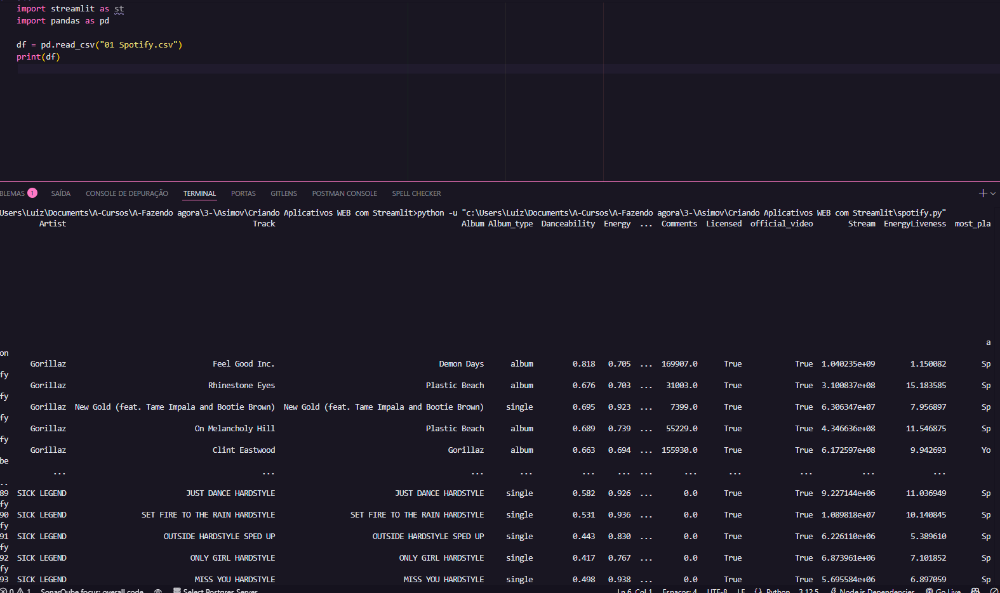 import streamlit as st
import pandas as pd
df = pd.read_csv("01 Spotify.csv")
print(df)
BLEMAS 1 SAÍDA CONSOLE DE DEPURAÇÃO TERMINAL PORTAS GITLENS POSTMAN CONSOLE SPELL CHECKER
Users\Luiz\Documents\A-Cursos\A-Fazendo agora\3-\Asimov\Criando Aplicativos WEB com Streamlit>python -u "c:\Users\Luiz\Documents\A-Cursos\A-Fazendo agora\3-\Asimov\Criando Aplicativos WEB com Streamlit\spotify.py"
Artist Track Album Album_type Danceability Energy ... Comments Licensed official_video Stream EnergyLiveness most_pla
a
on
Gorillaz Feel Good Inc. Demon Days album 0.818 0.705 ... 169907.0 True True 1.040235e+09 1.150082 Sp
fy
Gorillaz Rhinestone Eyes Plastic Beach album 0.676 0.703 ... 31003.0 True True 3.100837e+08 15.183585 Sp
fy
Gorillaz New Gold (feat. Tame Impala and Bootie Brown) New Gold (feat. Tame Impala and Bootie Brown) single 0.695 0.923 ... 7399.0 True True 6.306347e+07 7.956897 Sp
fy
Gorillaz On Melancholy Hill Plastic Beach album 0.689 0.739 ... 55229.0 True True 4.346636e+08 11.546875 Sp
fy
Gorillaz Clint Eastwood Gorillaz album 0.663 0.694 ... 155930.0 True True 6.172597e+08 9.942693 Yo
be
... ... ... ... ... ... ... ... ... ... ... ...
..
89 SICK LEGEND JUST DANCE HARDSTYLE JUST DANCE HARDSTYLE single 0.582 0.926 ... 0.0 True True 9.227144e+06 11.036949 Sp
fy
90 SICK LEGEND SET FIRE TO THE RAIN HARDSTYLE SET FIRE TO THE RAIN HARDSTYLE single 0.531 0.936 ... 0.0 True True 1.089818e+07 10.140845 Sp
fy
91 SICK LEGEND OUTSIDE HARDSTYLE SPED UP OUTSIDE HARDSTYLE SPED UP single 0.443 0.830 ... 0.0 True True 6.226110e+06 5.389610 Sp
fy
92 SICK LEGEND ONLY GIRL HARDSTYLE ONLY GIRL HARDSTYLE single 0.417 0.767 ... 0.0 True True 6.873961e+06 7.101852 Sp
fy
93 SICK LEGEND MISS YOU HARDSTYLE MISS YOU HARDSTYLE single 0.498 0.938 ... 0.0 True True 5.695584e+06 6.897059 Sp
0 1 SonarQube focus: overall code Select Postgres Server Ln 6, Col 1 Espaços: 4 UTF-8 LF {} Python 3.12.5 Node.js Dependencies Go Live